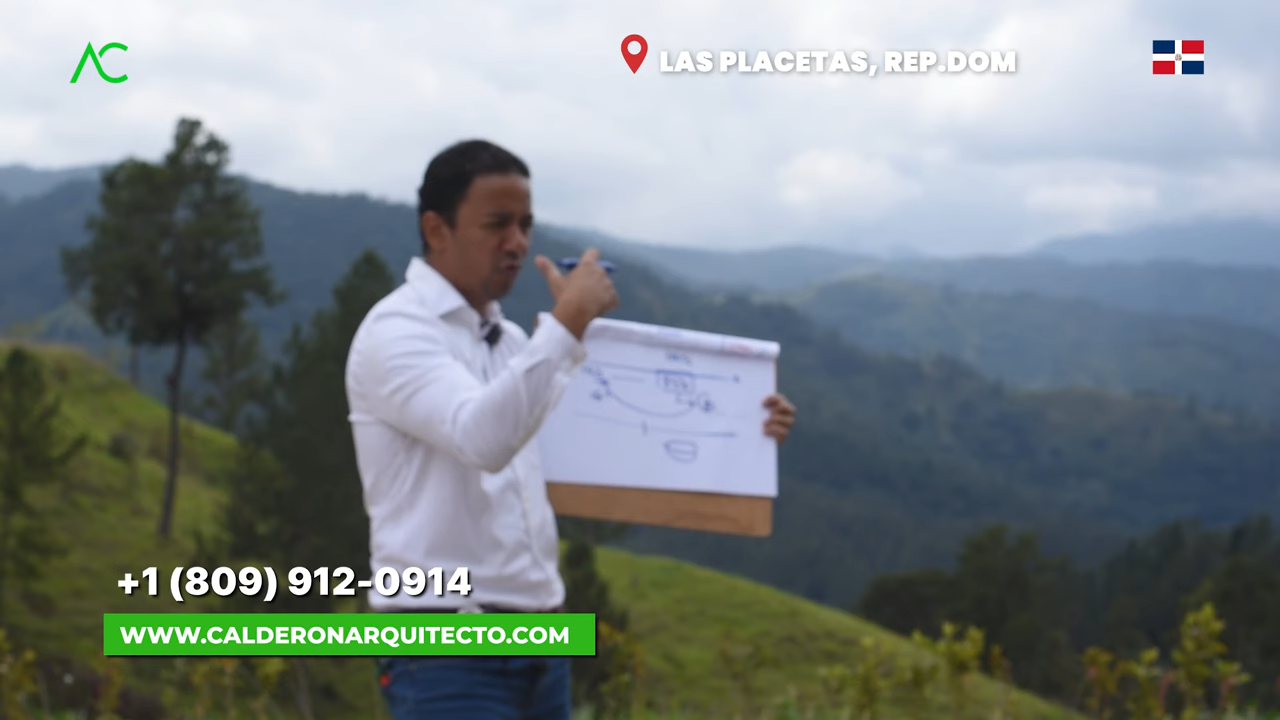 AC
LAS PLACETAS, REP.DOM
+1 (809) 912-0914
WWW.CALDERONARQUITECTO.COM